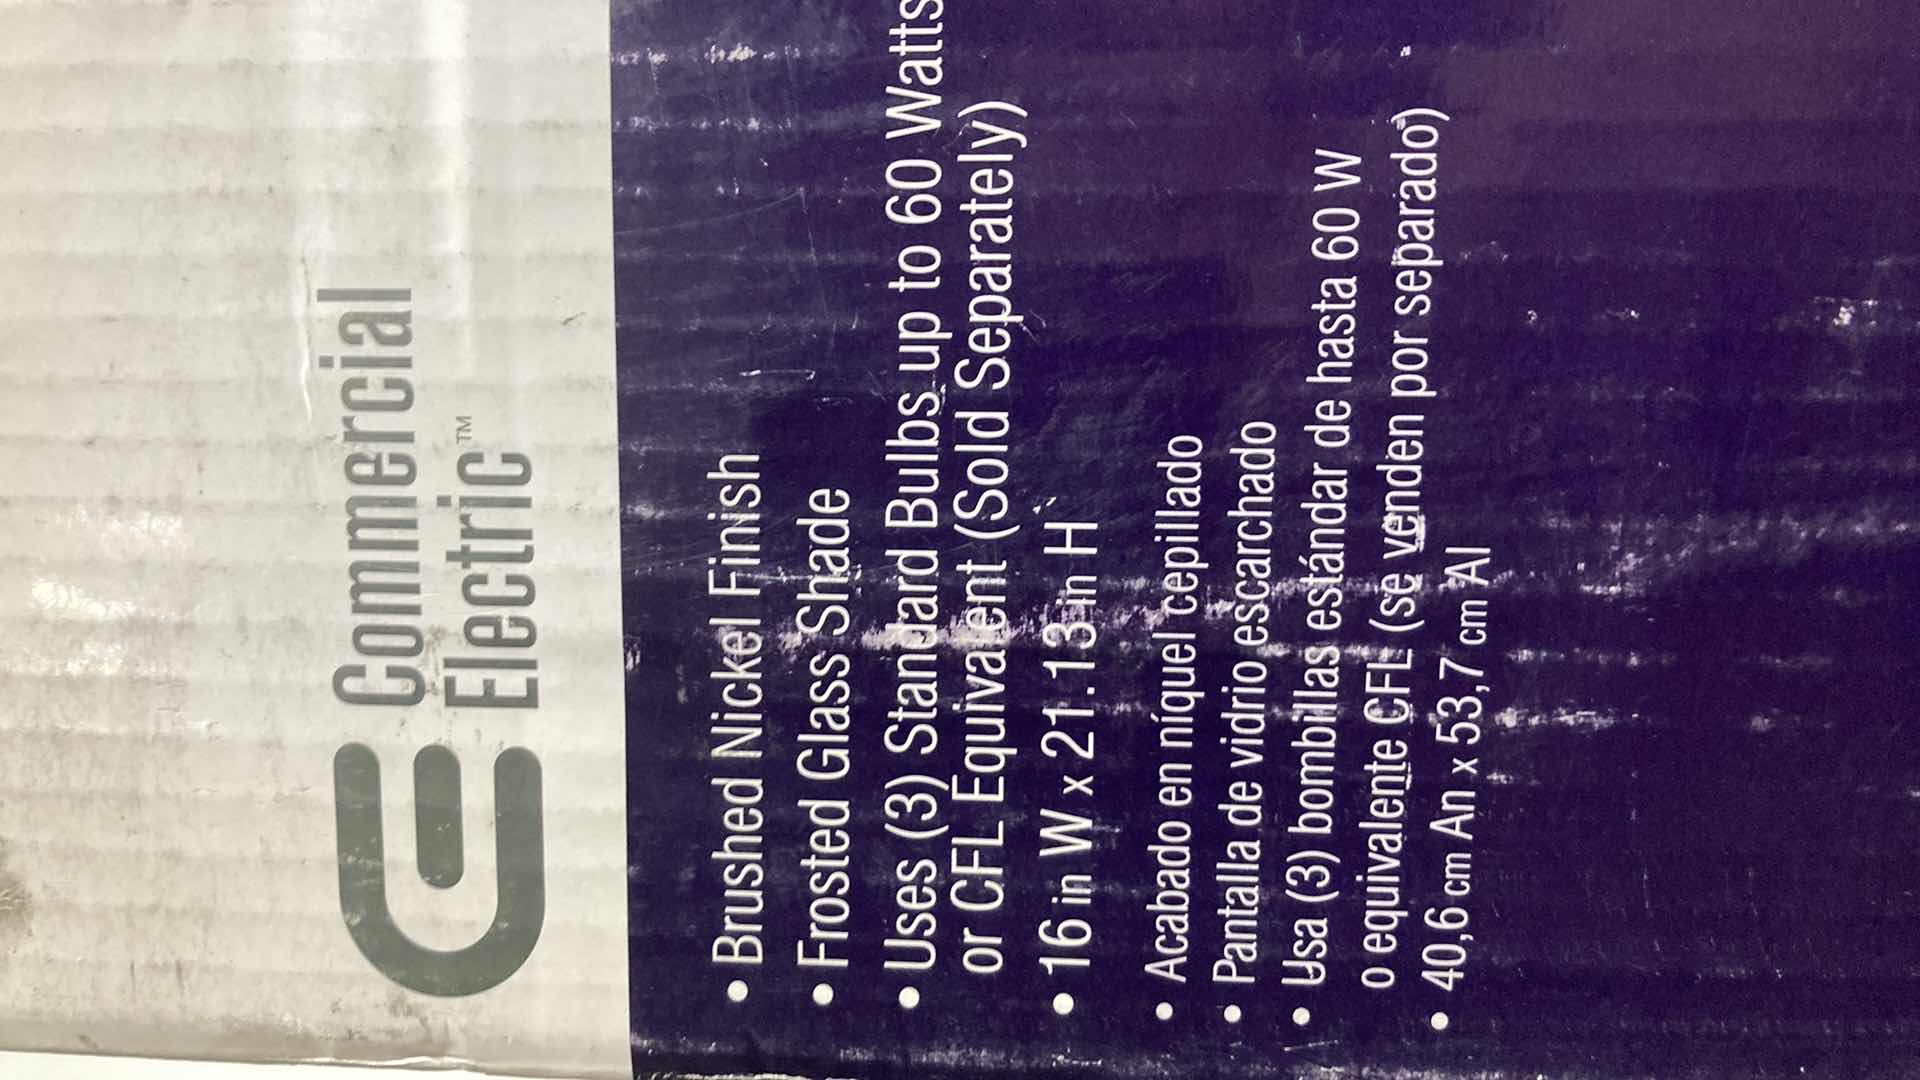 Commercial
Electric™
• Brushed Nickel Finish
• Frosted Glass Shade
• Uses (3) Standard Bulbs up to 60 Watts
or CFL Equivalent (Sold Separately)
• 16 in W x 21.13 in H
• Acabado en níquel cepillado
• Pantalla de vidrio escarchado
• Usa (3) bombillas estándar de hasta 60 W
o equivalente CFL (se venden por separado)
• 40,6 cm An x 53,7 cm Al